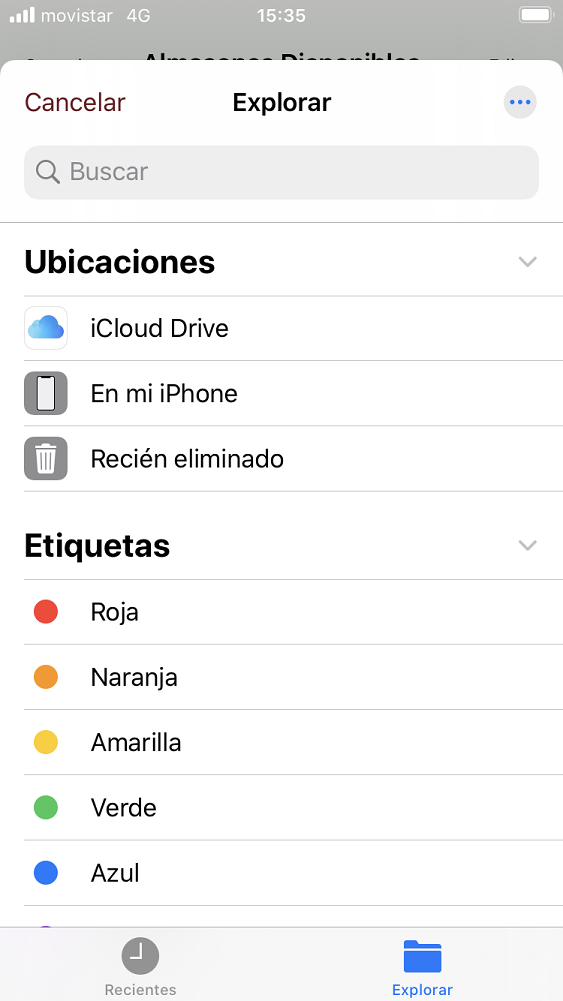 movistar 4G 15:35
Cancelar Explorar
Buscar
Ubicaciones
iCloud Drive
En mi iPhone
Recién eliminado
Etiquetas
Roja
Naranja
Amarilla
Verde
Azul
Recientes Explorar